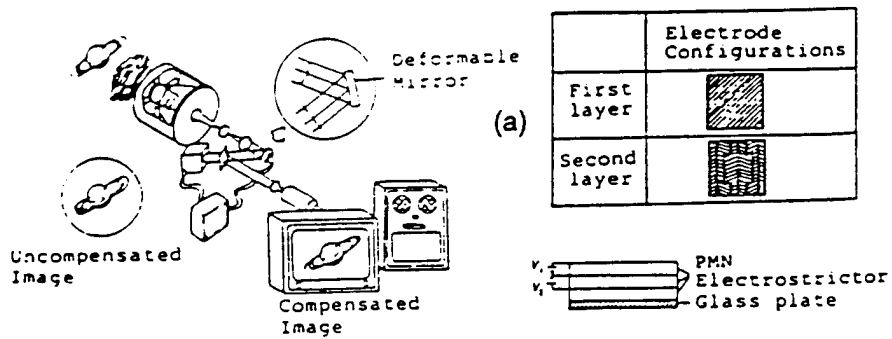 Deformable
Mirror
Uncompensated
Image
Compensated
Image
(a)
Electrode
Configurations
First
layer
Second
layer
PMN
Electrostrictor
Glass plate